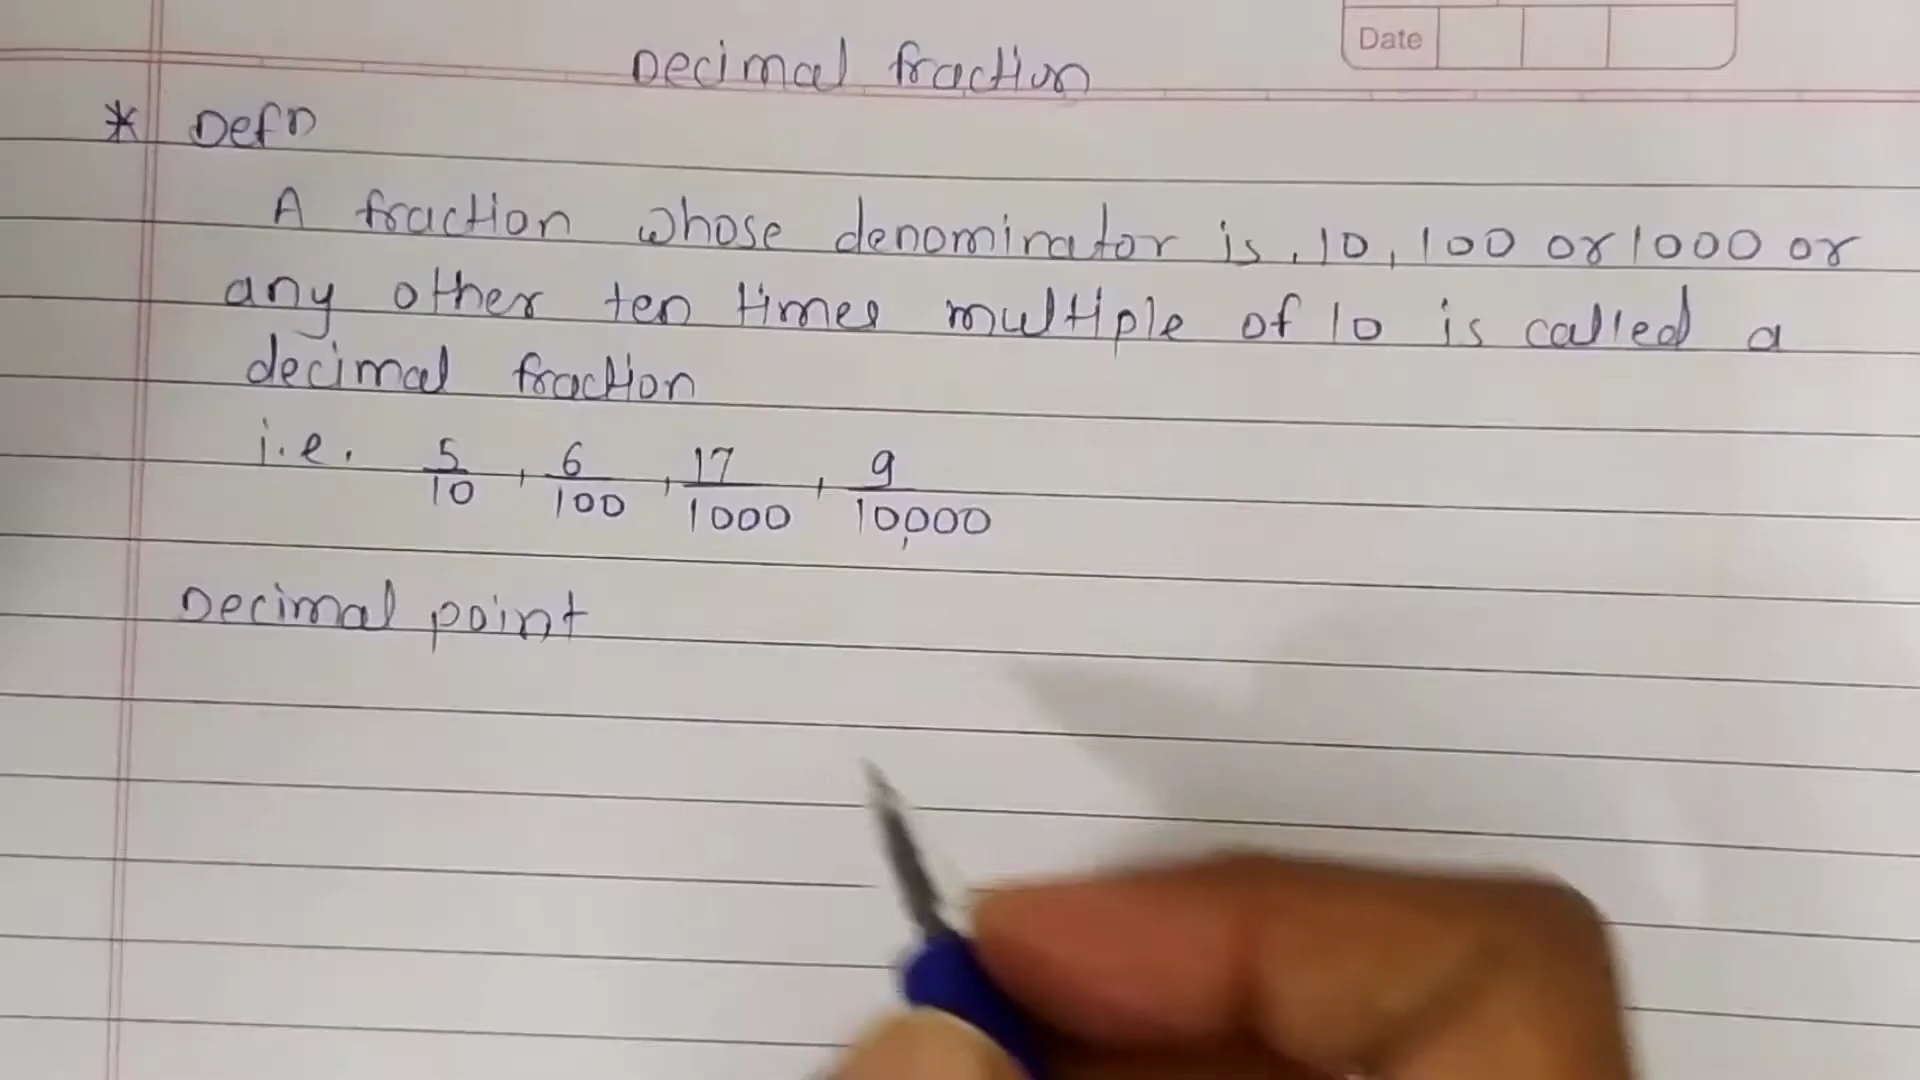 Date
Decimal fraction
* Defn
A fraction whose denominator is, 10, 100 or 1000 or
any other ten times multiple of 10 is called a
decimal fraction
i.e. 5/10, 6/100, 17/1000, 9/10,000
Decimal point